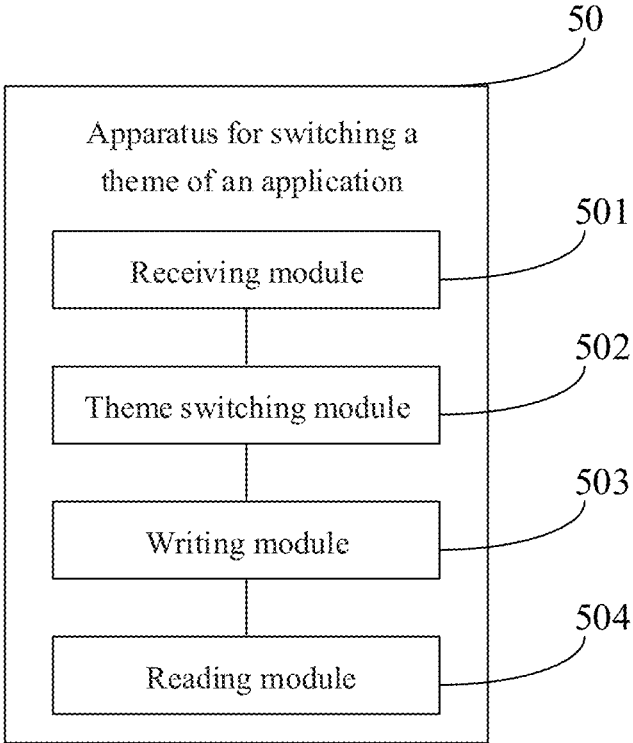 50
Apparatus for switching a
theme of an application
501
Receiving module
502
Theme switching module
503
Writing module
504
Reading module